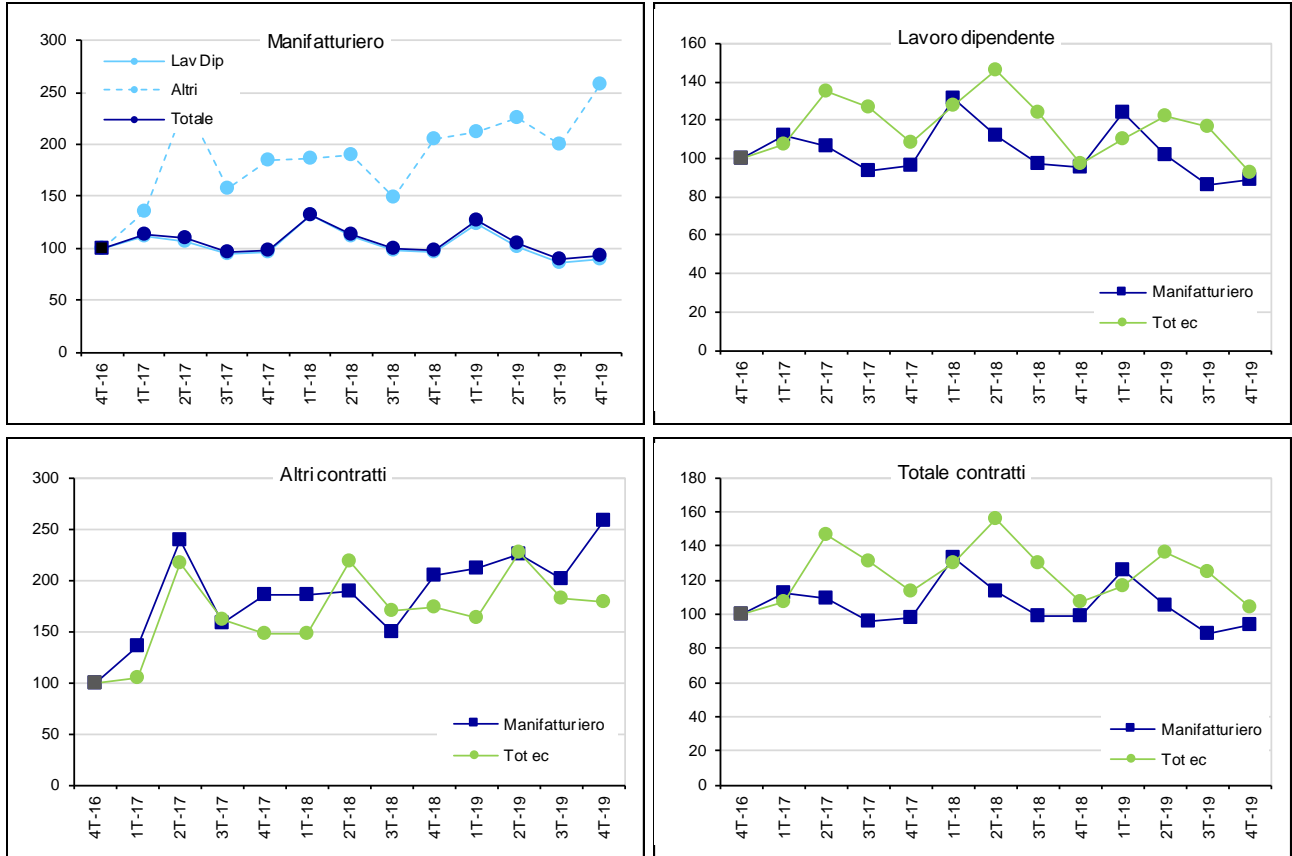 Manifatturiero
300
250
200
150
100
50
0
Lav Dip
Altri
Totale
4T-16
1T-17
2T-17
3T-17
4T-17
1T-18
2T-18
3T-18
4T-18
1T-19
2T-19
3T-19
4T-19
Lavoro dipendente
160
140
120
100
80
60
40
20
0
Manifatturiero
Tot ec
4T-16
1T-17
2T-17
3T-17
4T-17
1T-18
2T-18
3T-18
4T-18
1T-19
2T-19
3T-19
4T-19
Altri contratti
300
250
200
150
100
50
0
Manifatturiero
Tot ec
4T-16
1T-17
2T-17
3T-17
4T-17
1T-18
2T-18
3T-18
4T-18
1T-19
2T-19
3T-19
4T-19
Totale contratti
180
160
140
120
100
80
60
40
20
0
Manifatturiero
Tot ec
4T-16
1T-17
2T-17
3T-17
4T-17
1T-18
2T-18
3T-18
4T-18
1T-19
2T-19
3T-19
4T-19